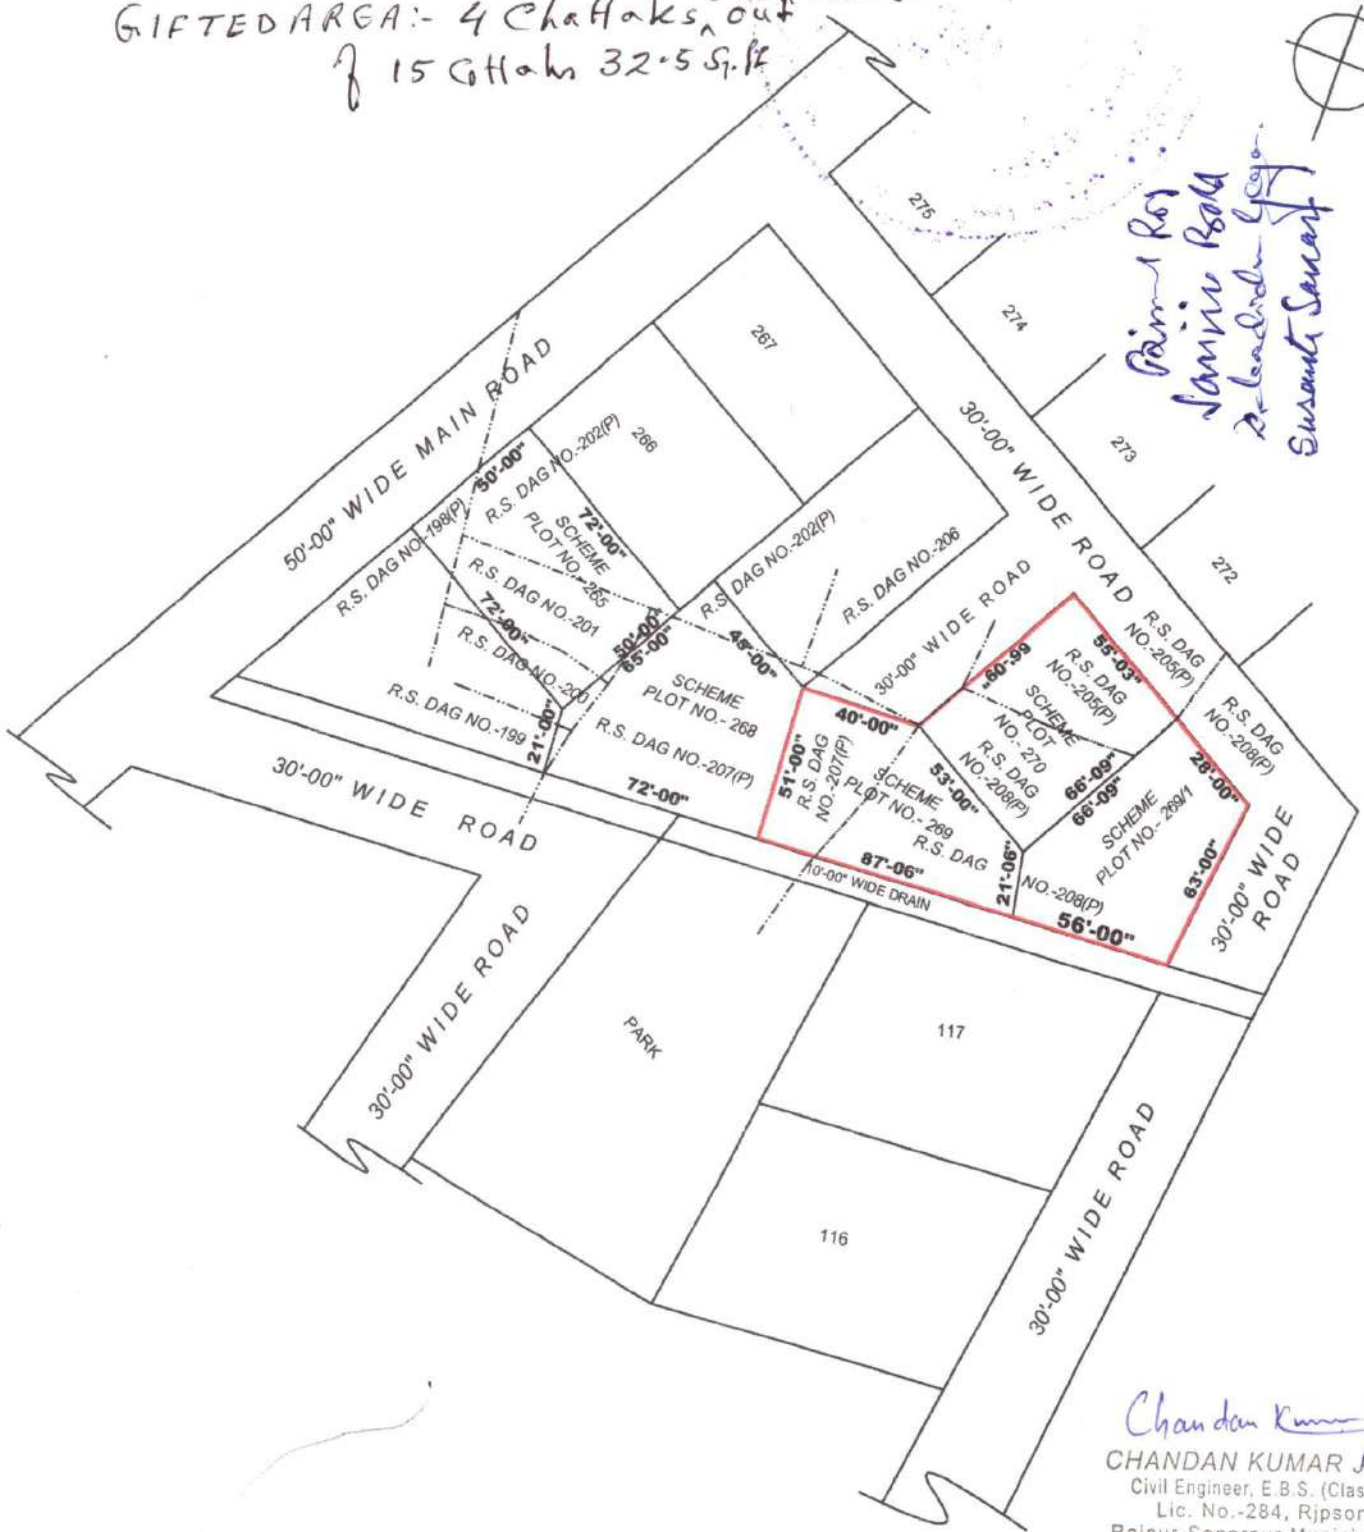 GIFTED AREA:- 4 Chattaks, out
of 15 Cottahs 32.5 Sq.ft
275
274
273
272
267
266
50'-00" WIDE MAIN ROAD
30'-00" WIDE ROAD
R.S. DAG NO.-198(P)
50'-00"
R.S. DAG NO.-202(P)
SCHEME
PLOT NO.-265
72'-00"
R.S. DAG NO.-201
72'-00"
R.S. DAG NO.-200
R.S. DAG NO.-199
21'-00"
50'-00"
65'-00"
R.S. DAG NO.-202(P)
R.S. DAG NO.-206
45'-00"
SCHEME
PLOT NO.- 268
R.S. DAG NO.-207(P)
72'-00"
30'-00" WIDE ROAD
40'-00"
51'-00"
R.S. DAG
NO.-207(P)
SCHEME
PLOT NO.- 269
R.S. DAG
NO.-208(P)
53'-00"
87'-06"
21'-06"
66'-09"
55'-03"
R.S. DAG
NO.-205(P)
R.S. DAG
NO.-205(P)
SCHEME
PLOT
NO.- 270
R.S. DAG
NO.-208(P)
66'-09"
66'-09"
R.S. DAG
NO.-208(P)
28'-00"
SCHEME
PLOT NO.- 269/1
63'-00"
56'-00"
30'-00" WIDE
ROAD
10'-00" WIDE DRAIN
30'-00" WIDE ROAD
30'-00" WIDE ROAD
PARK
117
116
30'-00" WIDE ROAD
Roy
Susanta
Chandan Kumar
CHANDAN KUMAR J
Civil Engineer, E.B.S. (Clas
Lic. No.-284, Rjpsor